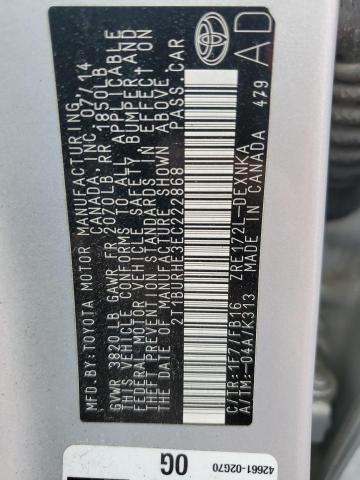 MFD.BY:TOYOTA MOTOR MANUFACTURING
CANADA, INC. 07/14
GVWR 3820 LB GAWR FR 2070LB, RR 1850LB
THIS VEHICLE CONFORMS TO ALL APPLICABLE
FEDERAL MOTOR VEHICLE SAFETY, BUMPER AND
THEFT PREVENTION STANDARDS IN EFFECT ON
THE DATE OF MANUFACTURE SHOWN ABOVE.
2T1BURHE3EC222868 PASS.CAR
C/TR:1F7/FB16 ZRE172L-DEXNKA
A/TM:-04A/K313 MADE IN CANADA 479
AD
0G
42661-02G70